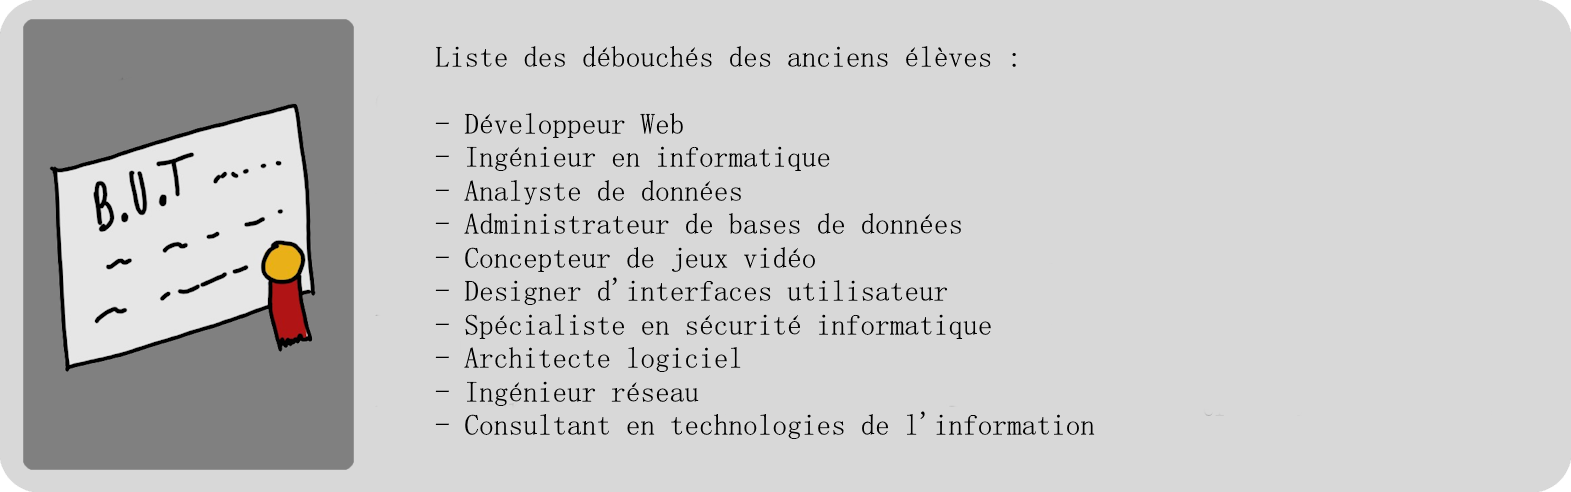 B.U.T
Liste des débouchés des anciens élèves :
- Développeur Web
- Ingénieur en informatique
- Analyste de données
- Administrateur de bases de données
- Concepteur de jeux vidéo
- Designer d'interfaces utilisateur
- Spécialiste en sécurité informatique
- Architecte logiciel
- Ingénieur réseau
- Consultant en technologies de l'information